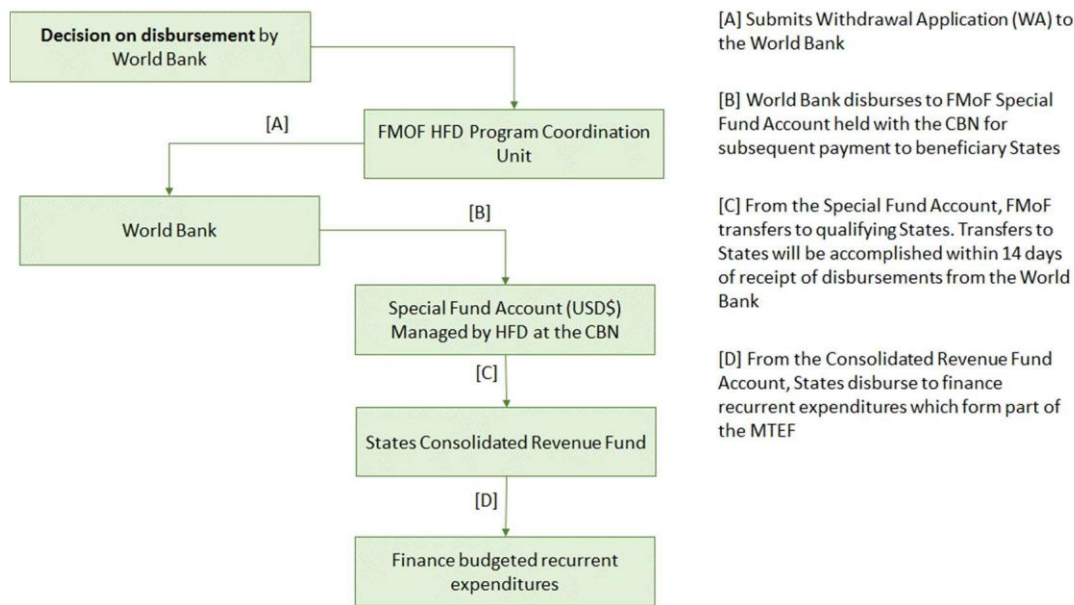 Decision on disbursement by
World Bank
[A]
FMOF HFD Program Coordination
Unit
World Bank
[B]
Special Fund Account (USD$)
Managed by HFD at the CBN
[C]
States Consolidated Revenue Fund
[D]
Finance budgeted recurrent
expenditures
[A] Submits Withdrawal Application (WA) to
the World Bank
[B] World Bank disburses to FMoF Special
Fund Account held with the CBN for
subsequent payment to beneficiary States
[C] From the Special Fund Account, FMoF
transfers to qualifying States. Transfers to
States will be accomplished within 14 days
of receipt of disbursements from the World
Bank
[D] From the Consolidated Revenue Fund
Account, States disburse to finance
recurrent expenditures which form part of
the MTEF